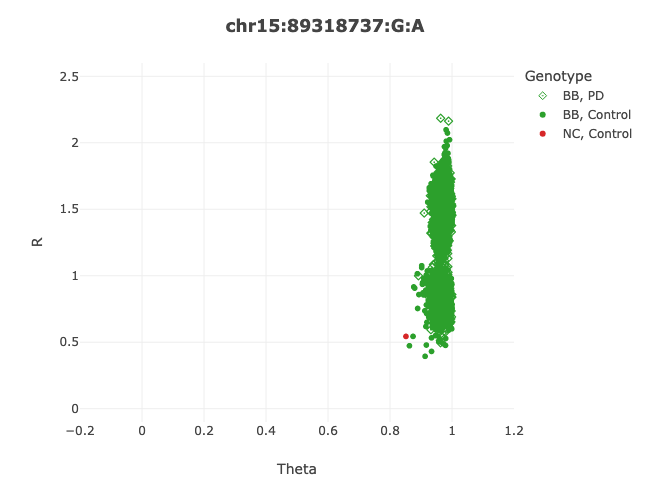 chr15:89318737:G:A
Genotype
BB, PD
BB, Control
NC, Control
2.5
2
1.5
1
0.5
0
R
−0.2
0
0.2
0.4
0.6
0.8
1
1.2
Theta